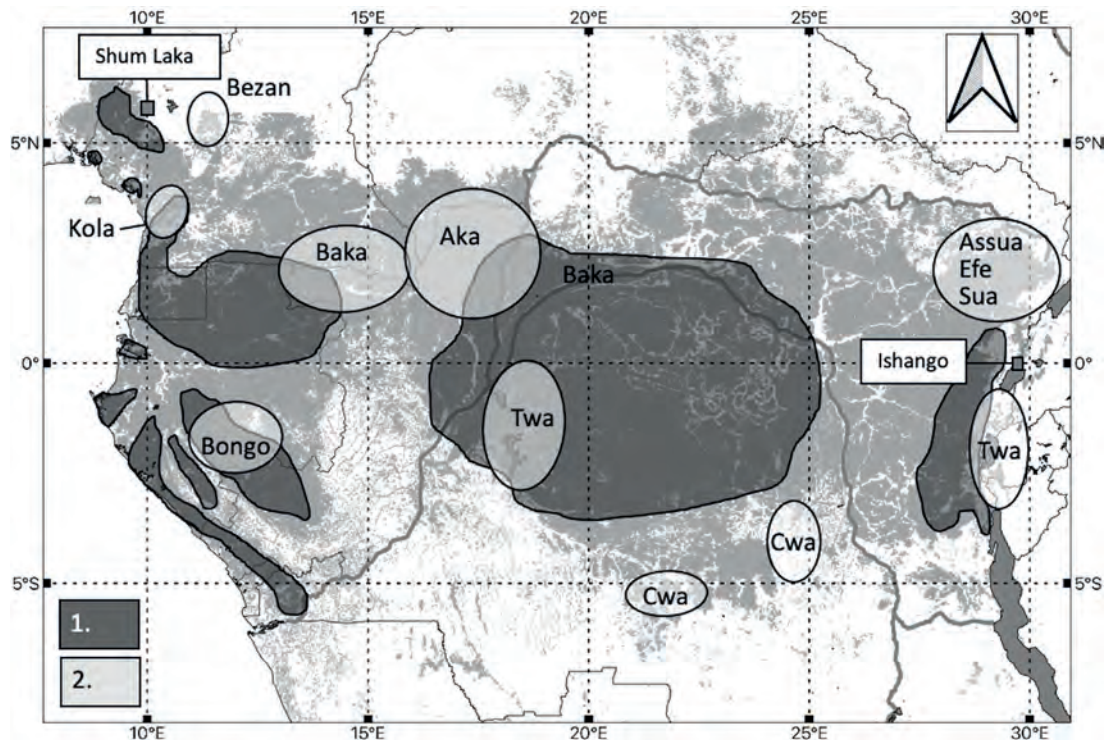 10°E
15°E
20°E
25°E
30°E
Shum Laka
Bezan
5°N
5°N
Kola
Baka
Aka
Baka
Assua
Efe
Sua
0°
0°
Ishango
Bongo
Twa
Twa
Cwa
Cwa
5°S
5°S
1.
2.
10°E
15°E
20°E
25°E
30°E